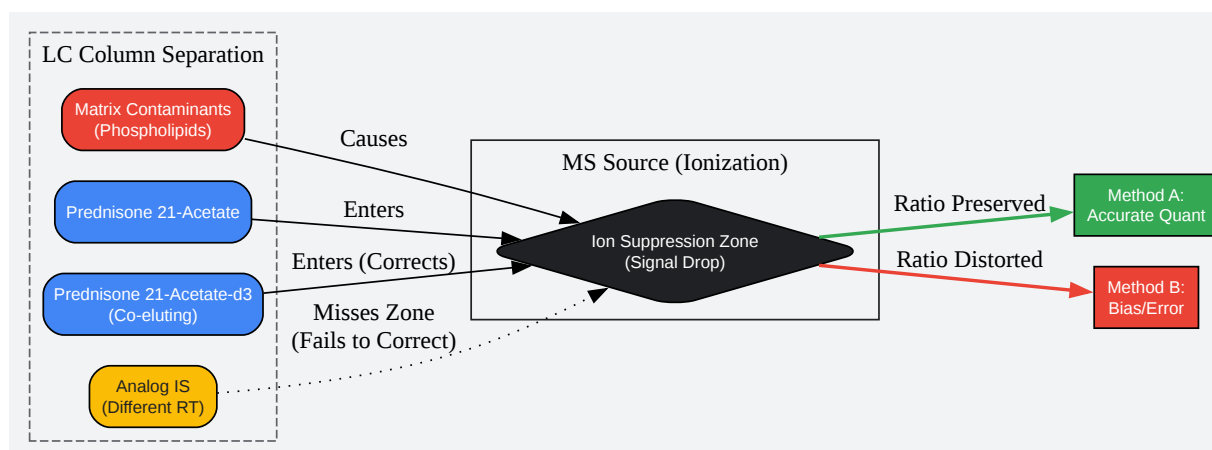 LC Column Separation
Matrix Contaminants
(Phospholipids)
Prednisone 21-Acetate
Prednisone 21-Acetate-d3
(Co-eluting)
Analog IS
(Different RT)
Causes
Enters
Enters (Corrects)
Misses Zone
(Fails to Correct)
MS Source (Ionization)
Ion Suppression Zone
(Signal Drop)
Ratio Preserved
Ratio Distorted
Method A:
Accurate Quant
Method B:
Bias/Error